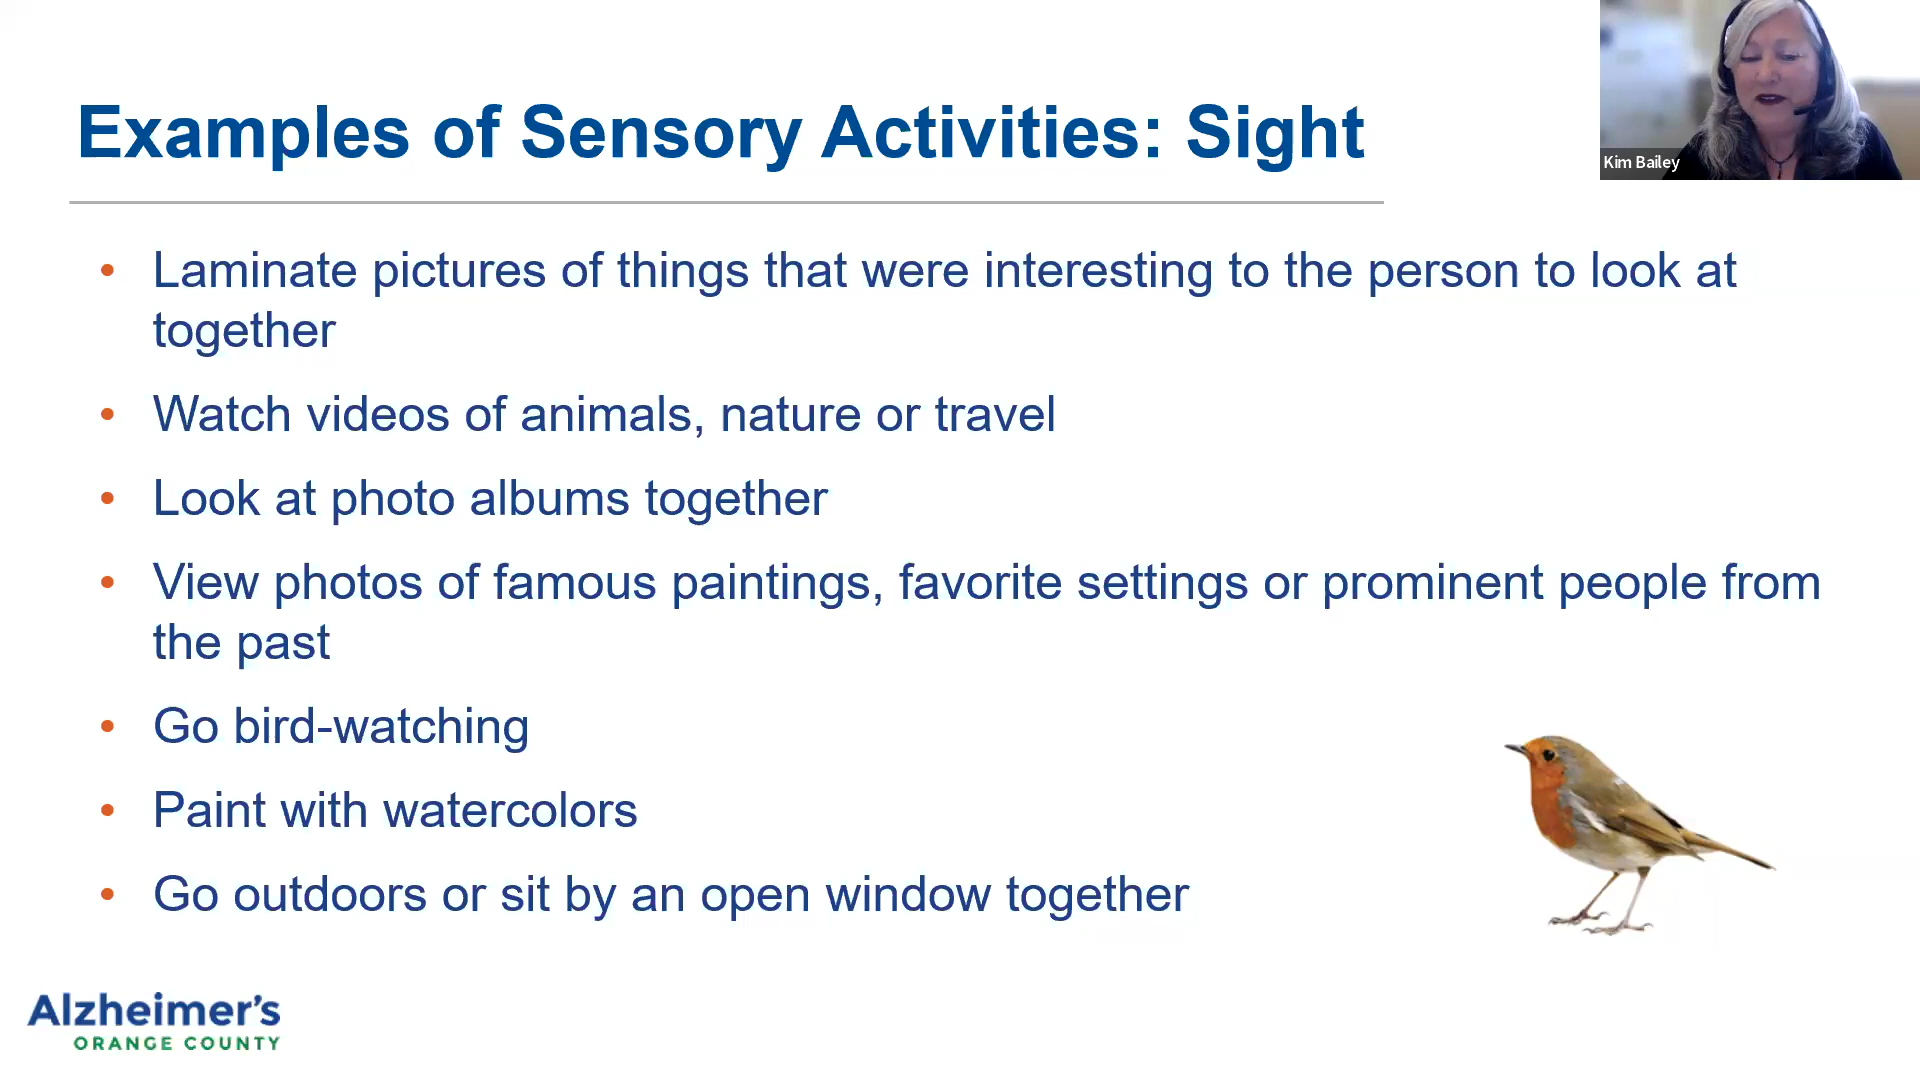 Examples of Sensory Activities: Sight
Kim Bailey
• Laminate pictures of things that were interesting to the person to look at
together
• Watch videos of animals, nature or travel
• Look at photo albums together
• View photos of famous paintings, favorite settings or prominent people from
the past
• Go bird-watching
• Paint with watercolors
• Go outdoors or sit by an open window together
Alzheimer’s
ORANGE COUNTY